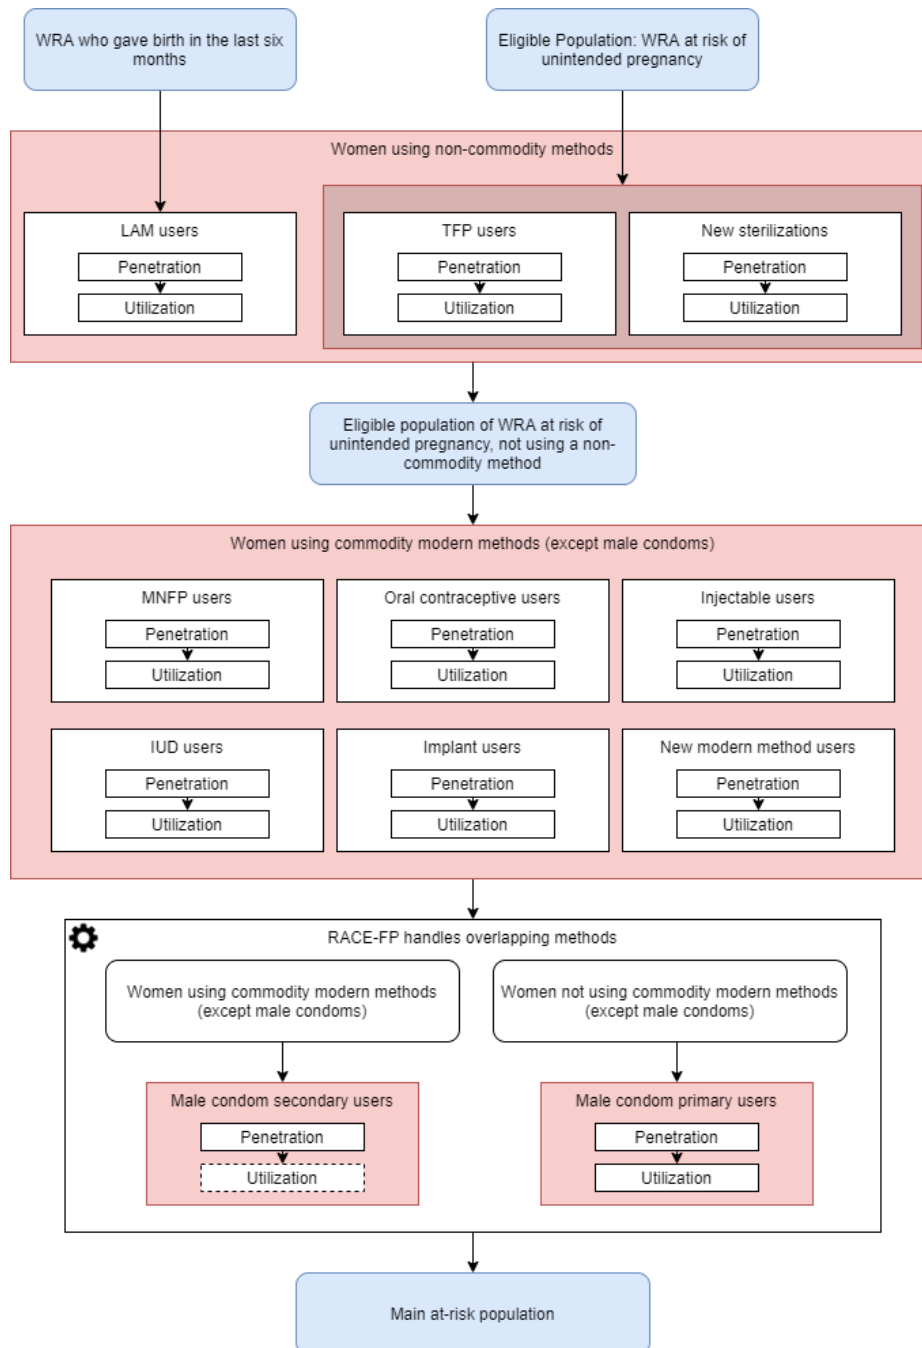 WRA who gave birth in the last six
months
Eligible Population: WRA at risk of
unintended pregnancy
Women using non-commodity methods
LAM users
Penetration
Utilization
TFP users
Penetration
Utilization
New sterilizations
Penetration
Utilization
Eligible population of WRA at risk of
unintended pregnancy, not using a non-
commodity method
Women using commodity modern methods (except male condoms)
MNFP users
Penetration
Utilization
Oral contraceptive users
Penetration
Utilization
Injectable users
Penetration
Utilization
IUD users
Penetration
Utilization
Implant users
Penetration
Utilization
New modern method users
Penetration
Utilization
RACE-FP handles overlapping methods
Women using commodity modern methods
(except male condoms)
Women not using commodity modern methods
(except male condoms)
Male condom secondary users
Penetration
Utilization
Male condom primary users
Penetration
Utilization
Main at-risk population